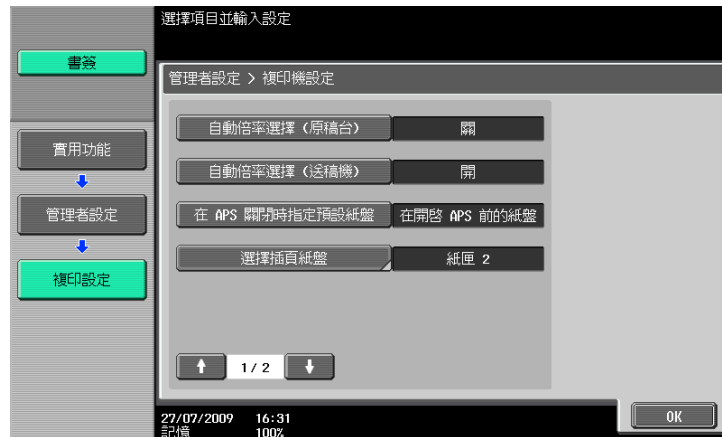 選擇項目並輸入設定
書簽
管理者設定 > 複印機設定
自動倍率選擇（原稿台） 關
實用功能
自動倍率選擇（送稿機） 開
管理者設定
在 APS 關閉時指定預設紙盤 在開啓 APS 前的紙盤
選擇插頁紙盤 紙匣 2
複印設定
1/2
OK
27/07/2009 16:31
記憶 100%